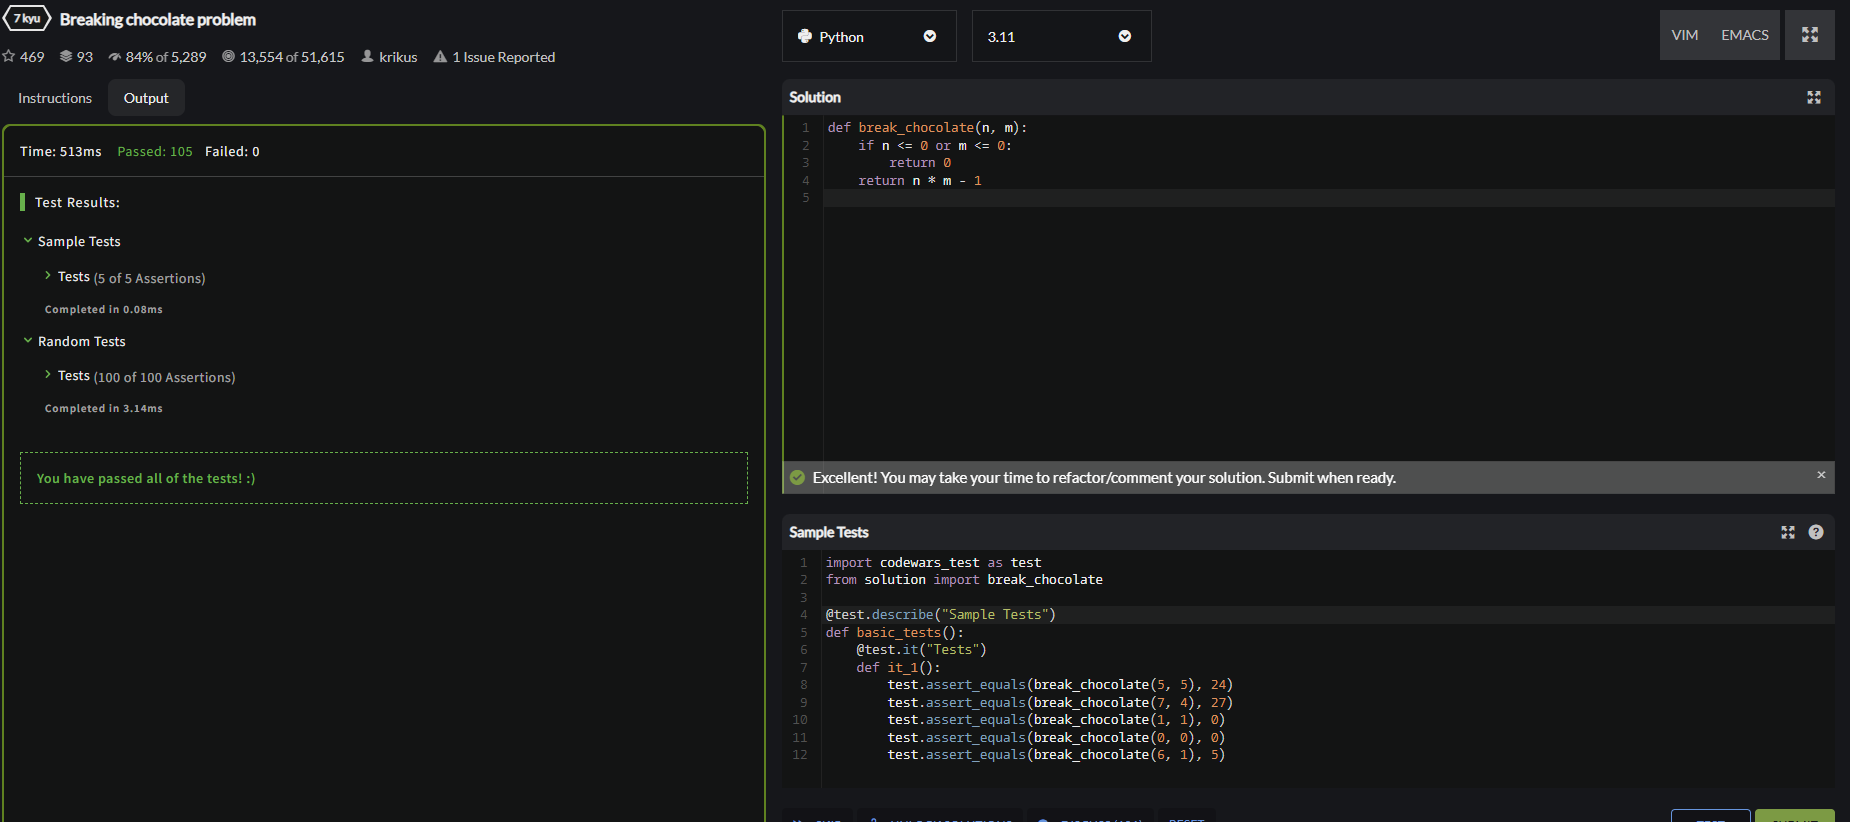 7 kyu Breaking chocolate problem
469 93 84% of 5,289 13,554 of 51,615 krikus 1 Issue Reported
Instructions Output
Time: 513ms Passed: 105 Failed: 0
Test Results:
Sample Tests
Tests (5 of 5 Assertions)
Completed in 0.08ms
Random Tests
Tests (100 of 100 Assertions)
Completed in 3.14ms
You have passed all of the tests! :)
Python 3.11 VIM EMACS
Solution
1 def break_chocolate(n, m):
2     if n <= 0 or m <= 0:
3         return 0
4     return n * m - 1
5
Excellent! You may take your time to refactor/comment your solution. Submit when ready. ×
Sample Tests ?
1 import codewars_test as test
2 from solution import break_chocolate
3
4 @test.describe("Sample Tests")
5 def basic_tests():
6     @test.it("Tests")
7     def it_1():
8         test.assert_equals(break_chocolate(5, 5), 24)
9         test.assert_equals(break_chocolate(7, 4), 27)
10         test.assert_equals(break_chocolate(1, 1), 0)
11         test.assert_equals(break_chocolate(0, 0), 0)
12         test.assert_equals(break_chocolate(6, 1), 5)